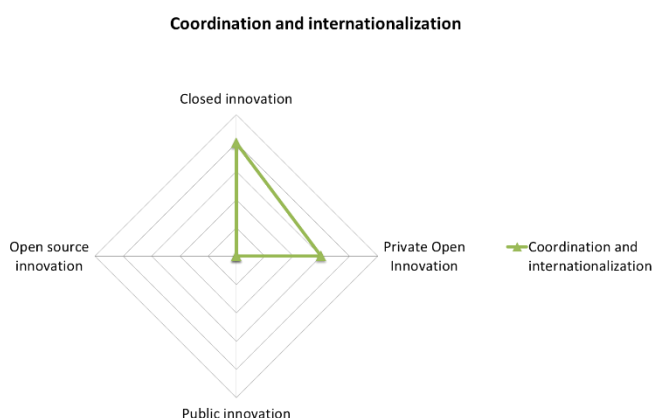 Coordination and internationalization
Closed innovation
Open source
innovation
Private Open
Innovation
Coordination and
internationalization
Public innovation